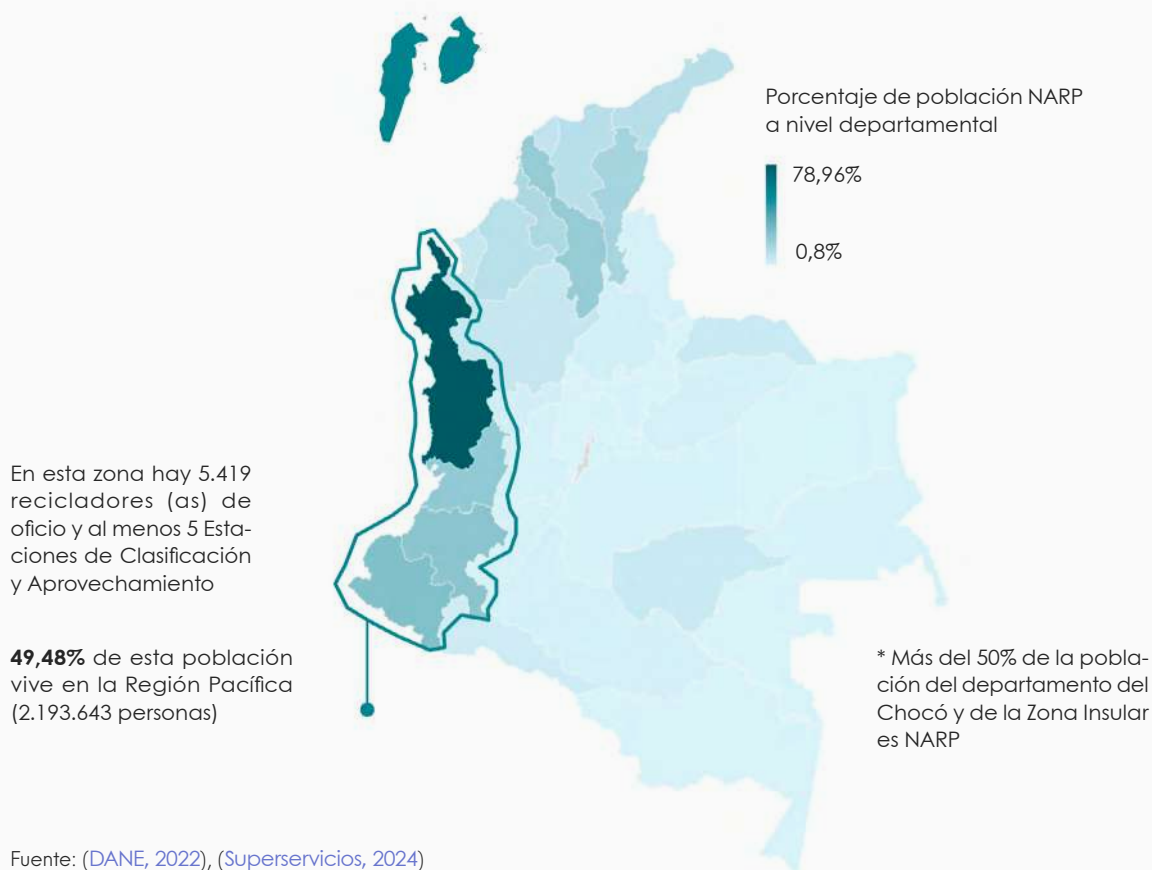 Porcentaje de población NARP
a nivel departamental
78,96%
0,8%
En esta zona hay 5.419
recicladores (as) de
oficio y al menos 5 Esta-
ciones de Clasificación
y Aprovechamiento
49,48% de esta población
vive en la Región Pacífica
(2.193.643 personas)
* Más del 50% de la pobla-
ción del departamento del
Chocó y de la Zona Insular
es NARP
Fuente: (DANE, 2022), (Superservicios, 2024)